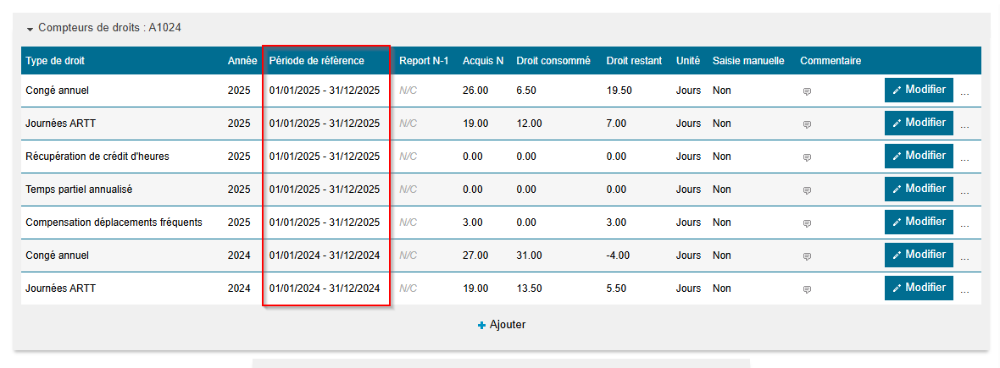 Compteurs de droits : A1024
Type de droit Année Période de référence Report N-1 Acquis N Droit consommé Droit restant Unité Saisie manuelle Commentaire
Congé annuel 2025 01/01/2025 - 31/12/2025 N/C 26.00 6.50 19.50 Jours Non Modifier ...
Journées ARTT 2025 01/01/2025 - 31/12/2025 N/C 19.00 12.00 7.00 Jours Non Modifier ...
Récupération de crédit d'heures 2025 01/01/2025 - 31/12/2025 N/C 0.00 0.00 0.00 Jours Non Modifier ...
Temps partiel annualisé 2025 01/01/2025 - 31/12/2025 N/C 0.00 0.00 0.00 Jours Non Modifier ...
Compensation déplacements fréquents 2025 01/01/2025 - 31/12/2025 N/C 3.00 0.00 3.00 Jours Non Modifier ...
Congé annuel 2024 01/01/2024 - 31/12/2024 N/C 27.00 31.00 -4.00 Jours Non Modifier ...
Journées ARTT 2024 01/01/2024 - 31/12/2024 N/C 19.00 13.50 5.50 Jours Non Modifier ...
Ajouter